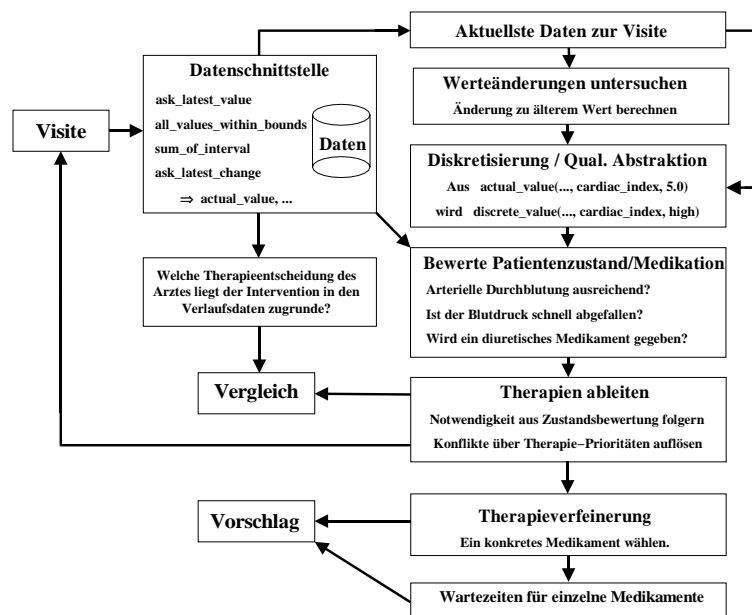 Aktuellste Daten zur Visite
Datenschnittstelle
ask_latest_value
all_values_within_bounds
sum_of_interval
ask_latest_change
⇒ actual_value, ...
Daten
Visite
Werteänderungen untersuchen
Änderung zu älterem Wert berechnen
Diskretisierung / Qual. Abstraktion
Aus actual_value(..., cardiac_index, 5.0)
wird discrete_value(..., cardiac_index, high)
Welche Therapieentscheidung des
Arztes liegt der Intervention in den
Verlaufsdaten zugrunde?
Bewerte Patientenzustand/Medikation
Arterielle Durchblutung ausreichend?
Ist der Blutdruck schnell abgefallen?
Wird ein diuretisches Medikament gegeben?
Vergleich
Therapien ableiten
Notwendigkeit aus Zustandsbewertung folgern
Konflikte über Therapie−Prioritäten auflösen
Vorschlag
Therapieverfeinerung
Ein konkretes Medikament wählen.
Wartezeiten für einzelne Medikamente